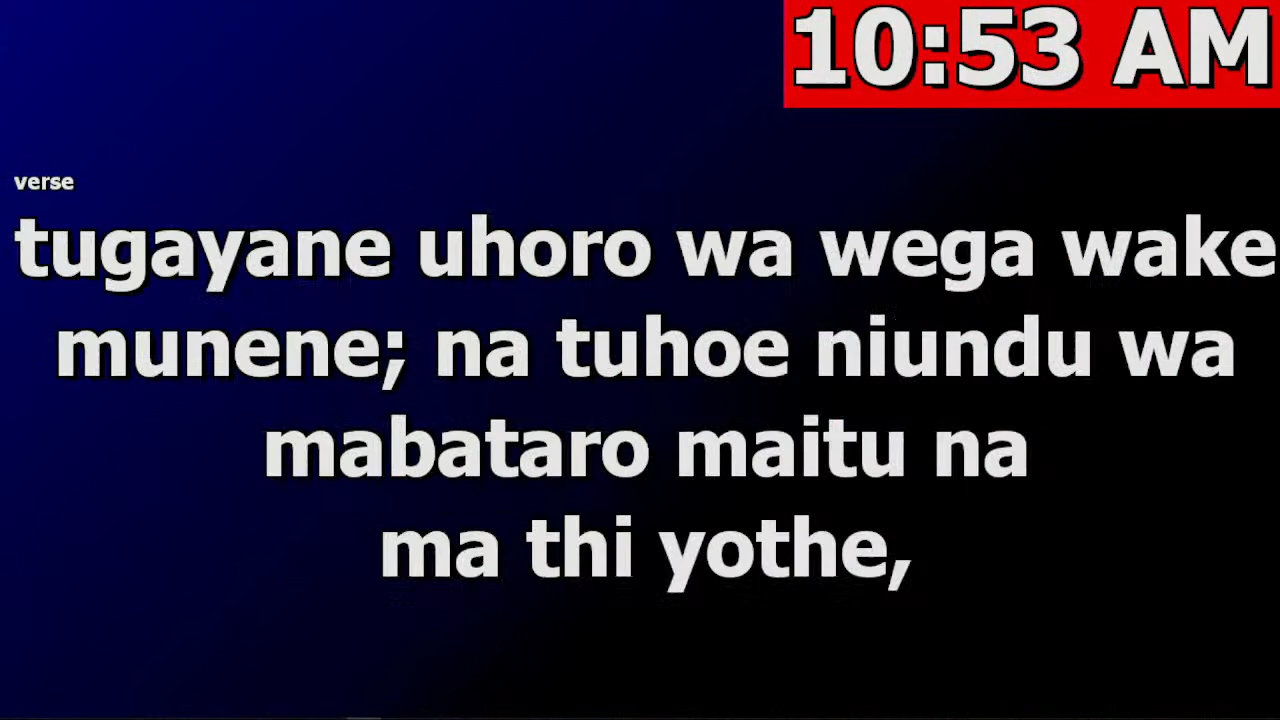 10:53 AM
verse
tugayane uhoro wa wega wake
munene; na tuhoe niundu wa
mabataro maitu na
ma thi yothe,